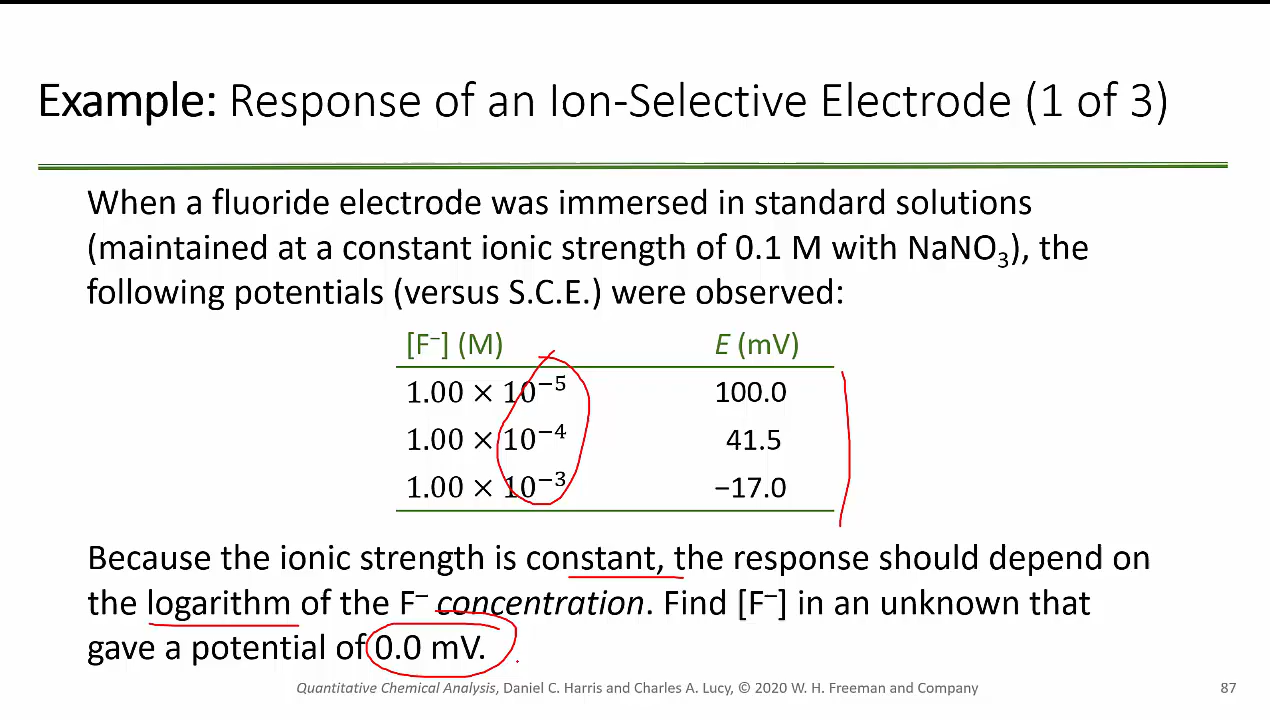 Example: Response of an Ion-Selective Electrode (1 of 3)
When a fluoride electrode was immersed in standard solutions
(maintained at a constant ionic strength of 0.1 M with NaNO₃), the
following potentials (versus S.C.E.) were observed:
[F⁻] (M) E (mV)
1.00 × 10⁻⁵ 100.0
1.00 × 10⁻⁴ 41.5
1.00 × 10⁻³ −17.0
Because the ionic strength is constant, the response should depend on
the logarithm of the F⁻ concentration. Find [F⁻] in an unknown that
gave a potential of 0.0 mV.
Quantitative Chemical Analysis, Daniel C. Harris and Charles A. Lucy, © 2020 W. H. Freeman and Company 87